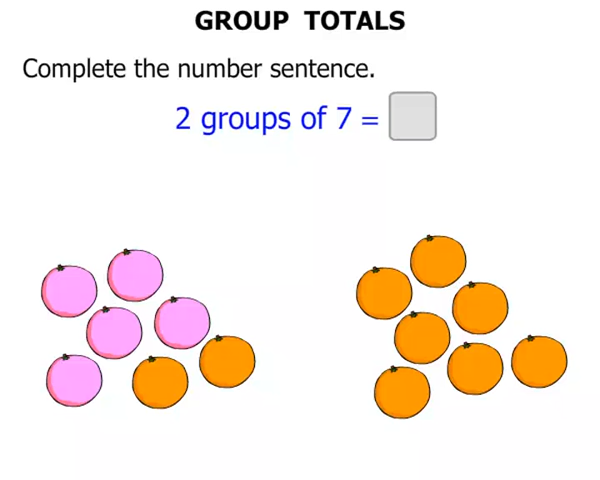 GROUP TOTALS
Complete the number sentence.
2 groups of 7 =